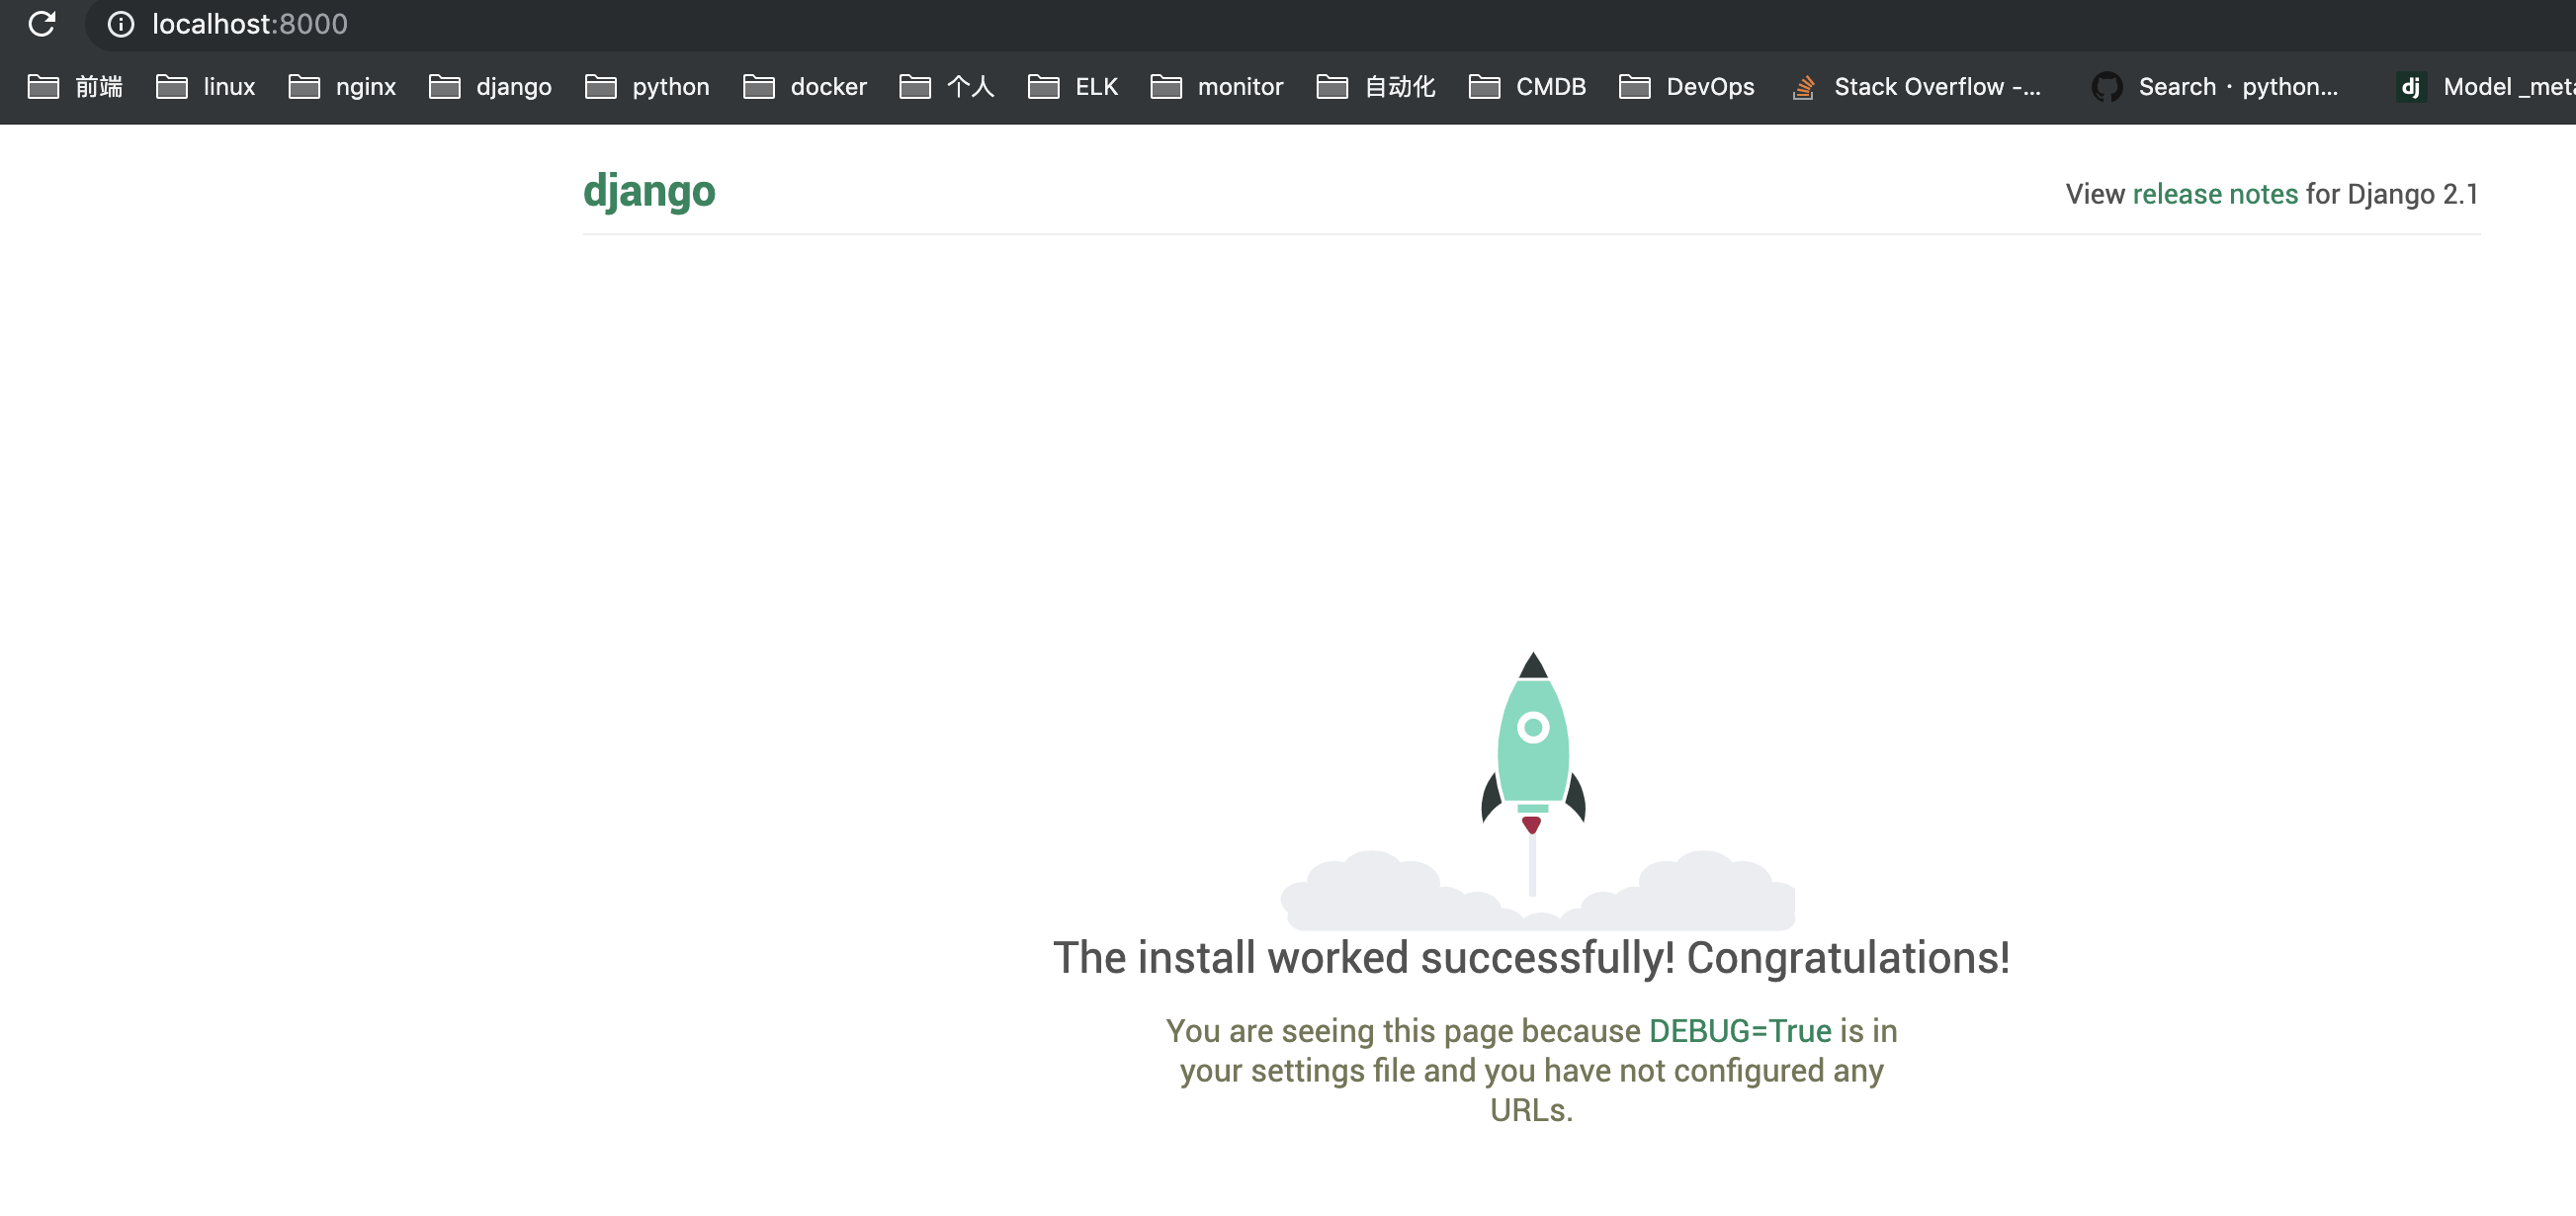 localhost:8000
前端 linux nginx django python docker 个人 ELK monitor 自动化 CMDB DevOps Stack Overflow -... Search · python... dj Model _meta
django
View release notes for Django 2.1
The install worked successfully! Congratulations!
You are seeing this page because DEBUG=True is in
your settings file and you have not configured any
URLs.